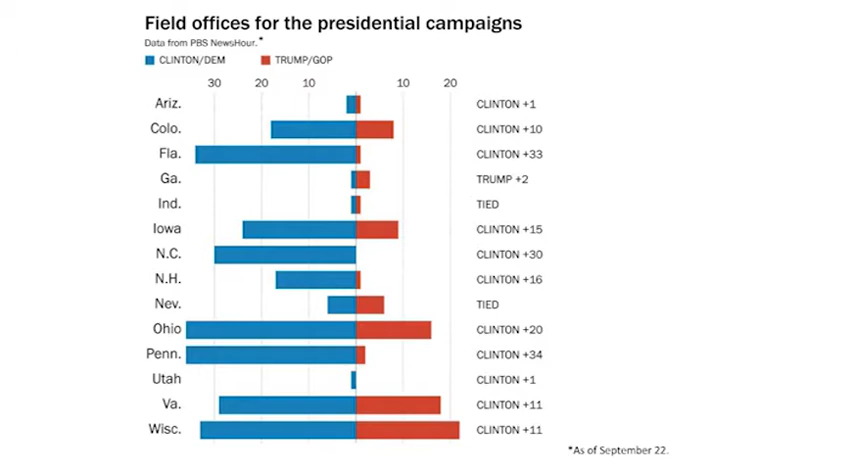 Field offices for the presidential campaigns
Data from PBS NewsHour.*
CLINTON/DEM TRUMP/GOP
30 20 10 10 20
Ariz. CLINTON +1
Colo. CLINTON +10
Fla. CLINTON +33
Ga. TRUMP +2
Ind. TIED
Iowa CLINTON +15
N.C. CLINTON +30
N.H. CLINTON +16
Nev. TIED
Ohio CLINTON +20
Penn. CLINTON +34
Utah CLINTON +1
Va. CLINTON +11
Wisc. CLINTON +11
*As of September 22.